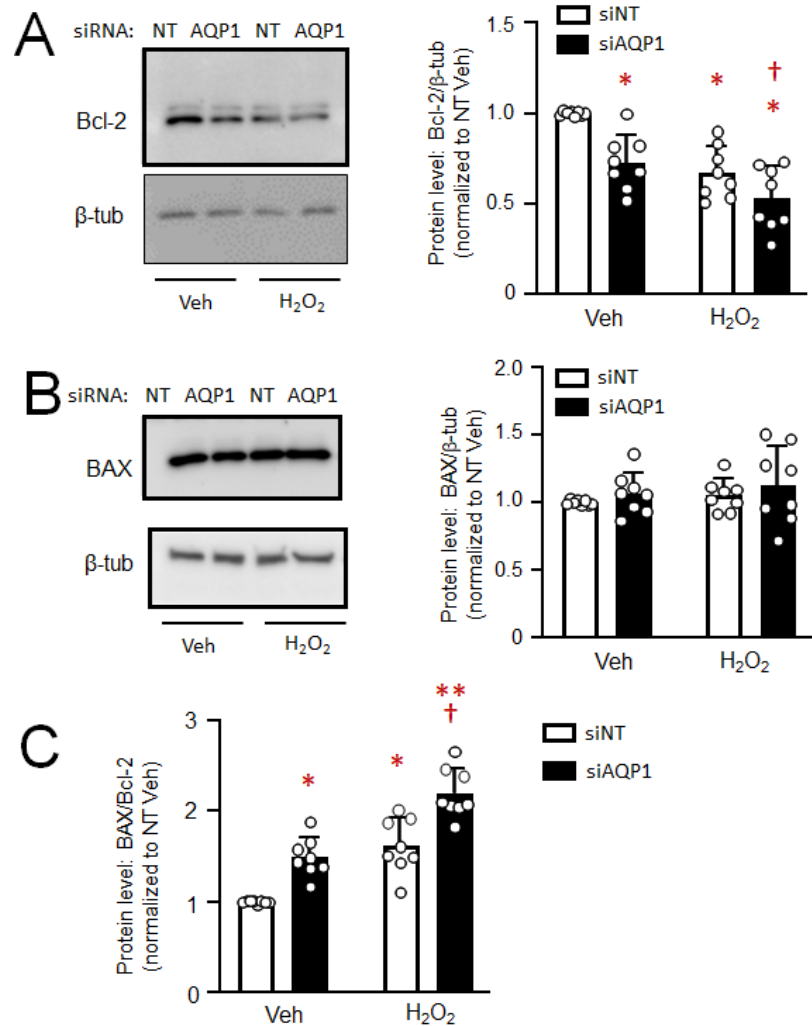 A
siRNA: NT AQP1 NT AQP1
Bcl-2
β-tub
Veh H₂O₂
Protein level: Bcl-2/β-tub
(normalized to NT Veh)
siNT
siAQP1
1.5
1.0
0.5
0
*
*
†
*
Veh H₂O₂
B
siRNA: NT AQP1 NT AQP1
BAX
β-tub
Veh H₂O₂
Protein level: BAX/β-tub
(normalized to NT Veh)
siNT
siAQP1
2.0
1.5
1.0
0.5
0
Veh H₂O₂
C
Protein level: BAX/Bcl-2
(normalized to NT Veh)
3
2
1
0
*
*
**
†
Veh H₂O₂
siNT
siAQP1